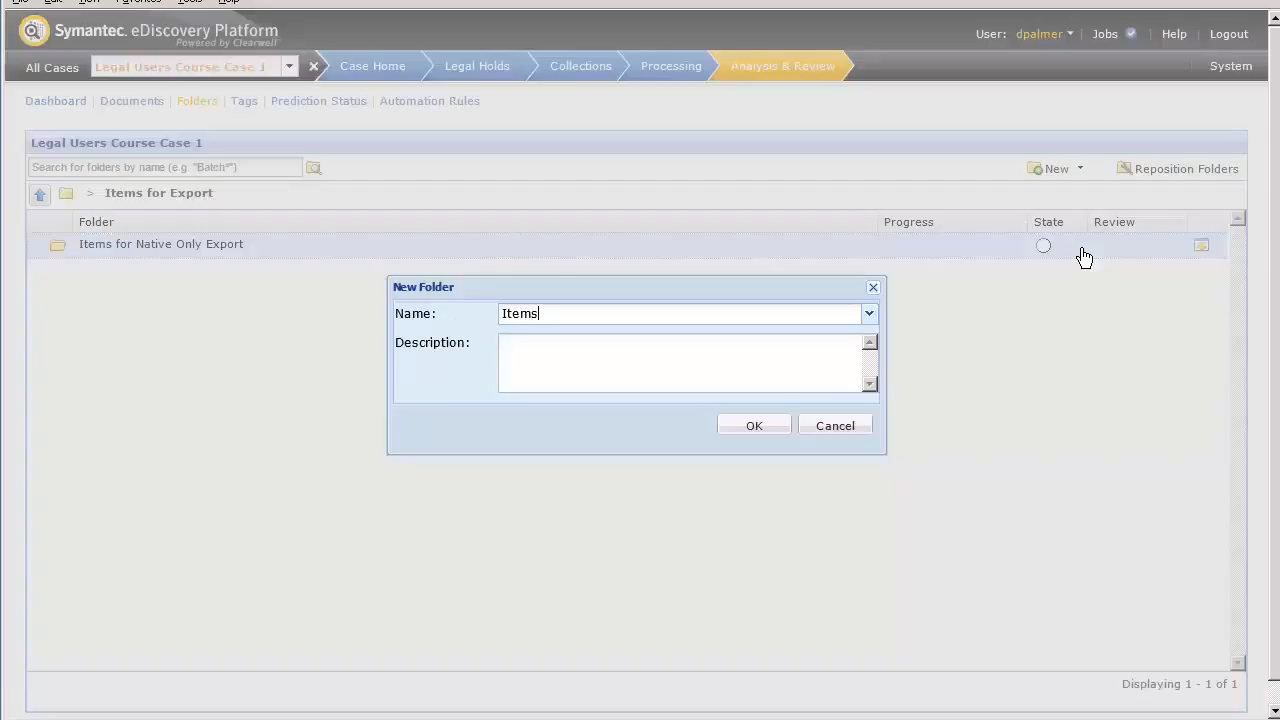 Favorites
Symantec. eDiscovery Platform
Powered by Clearwell
User: dpalmer Jobs Help Logout
All Cases Legal Users Course Case 1 Case Home Legal Holds Collections Processing Analysis & Review System
Dashboard Documents Folders Tags Prediction Status Automation Rules
Legal Users Course Case 1
Search for folders by name (e.g. "Batch*") New Reposition Folders
> Items for Export
Folder Progress State Review
Items for Native Only Export
New Folder
Name: Items
Description:
OK Cancel
Displaying 1 - 1 of 1